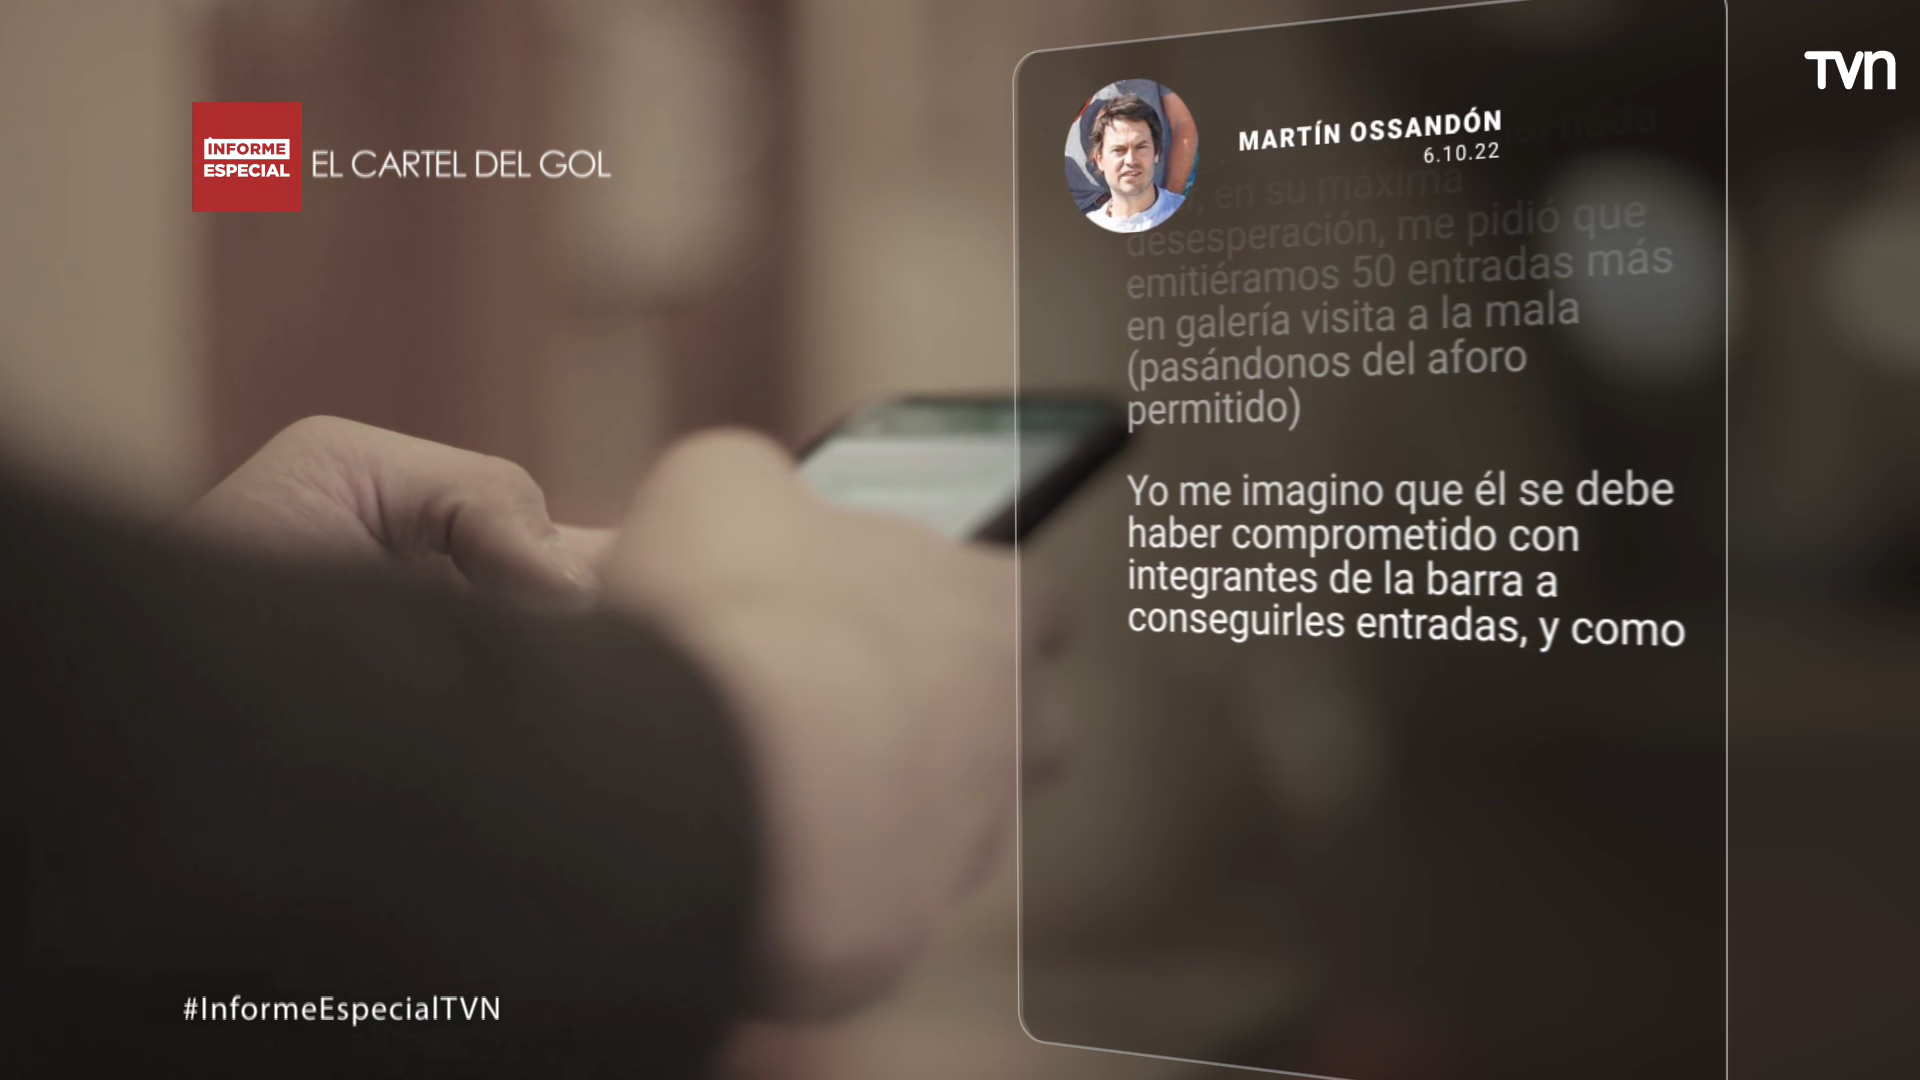 TVN
INFORME
ESPECIAL
EL CARTEL DEL GOL
MARTÍN OSSANDÓN
6.10.22
, en su máxima
desesperación, me pidió que
emitiéramos 50 entradas más
en galería visita a la mala
(pasándonos del aforo
permitido)
Yo me imagino que él se debe
haber comprometido con
integrantes de la barra a
conseguirles entradas, y como
#InformeEspecialTVN